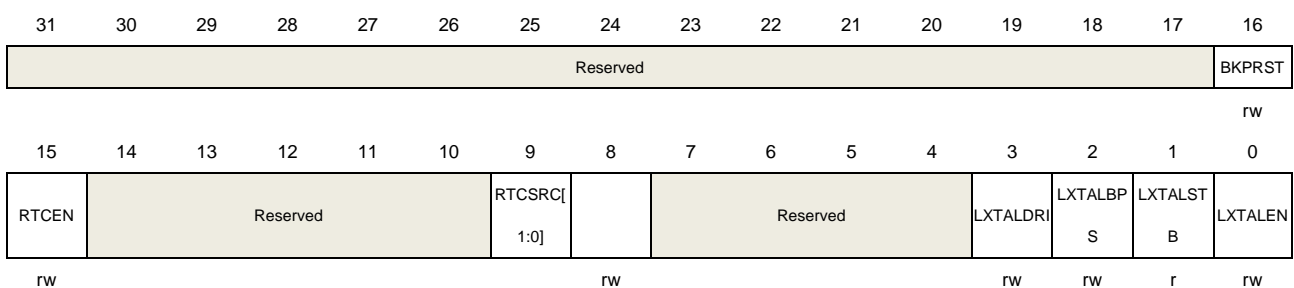 31 30 29 28 27 26 25 24 23 22 21 20 19 18 17 16
Reserved BKPRST
rw
15 14 13 12 11 10 9 8 7 6 5 4 3 2 1 0
RTCEN Reserved RTCSRC[
1:0] Reserved LXTALDRI LXTALBP
S LXTALST
B LXTALEN
rw rw rw rw r rw